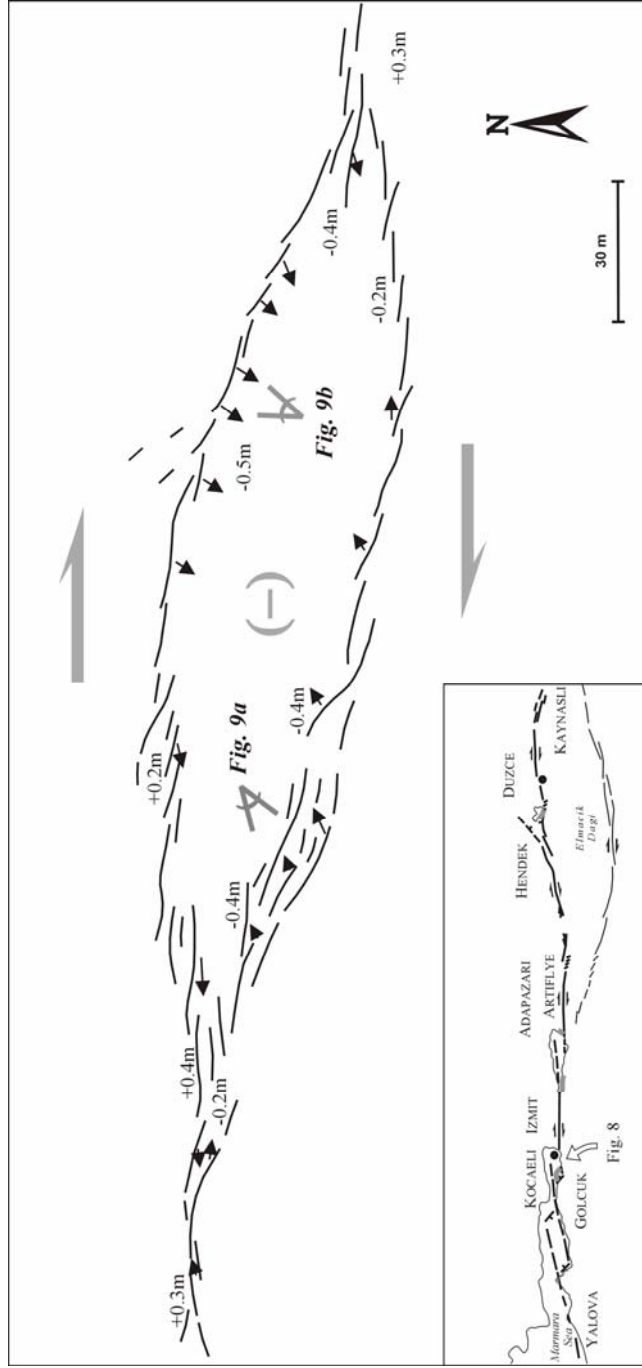 +0.3m
+0.4m
-0.2m
-0.4m
+0.2m
Fig. 9a
-0.4m
(-)
-0.5m
Fig. 9b
-0.4m
-0.2m
+0.3m
N
30 m
Marmara
Sea
YALOVA
KOCAELI
GOLCUK
IZMIT
Fig. 8
ADAPAZARI
ARTIFLYE
HENDEK
DUZCE
Elmacik
Dagi
KAYNASLI